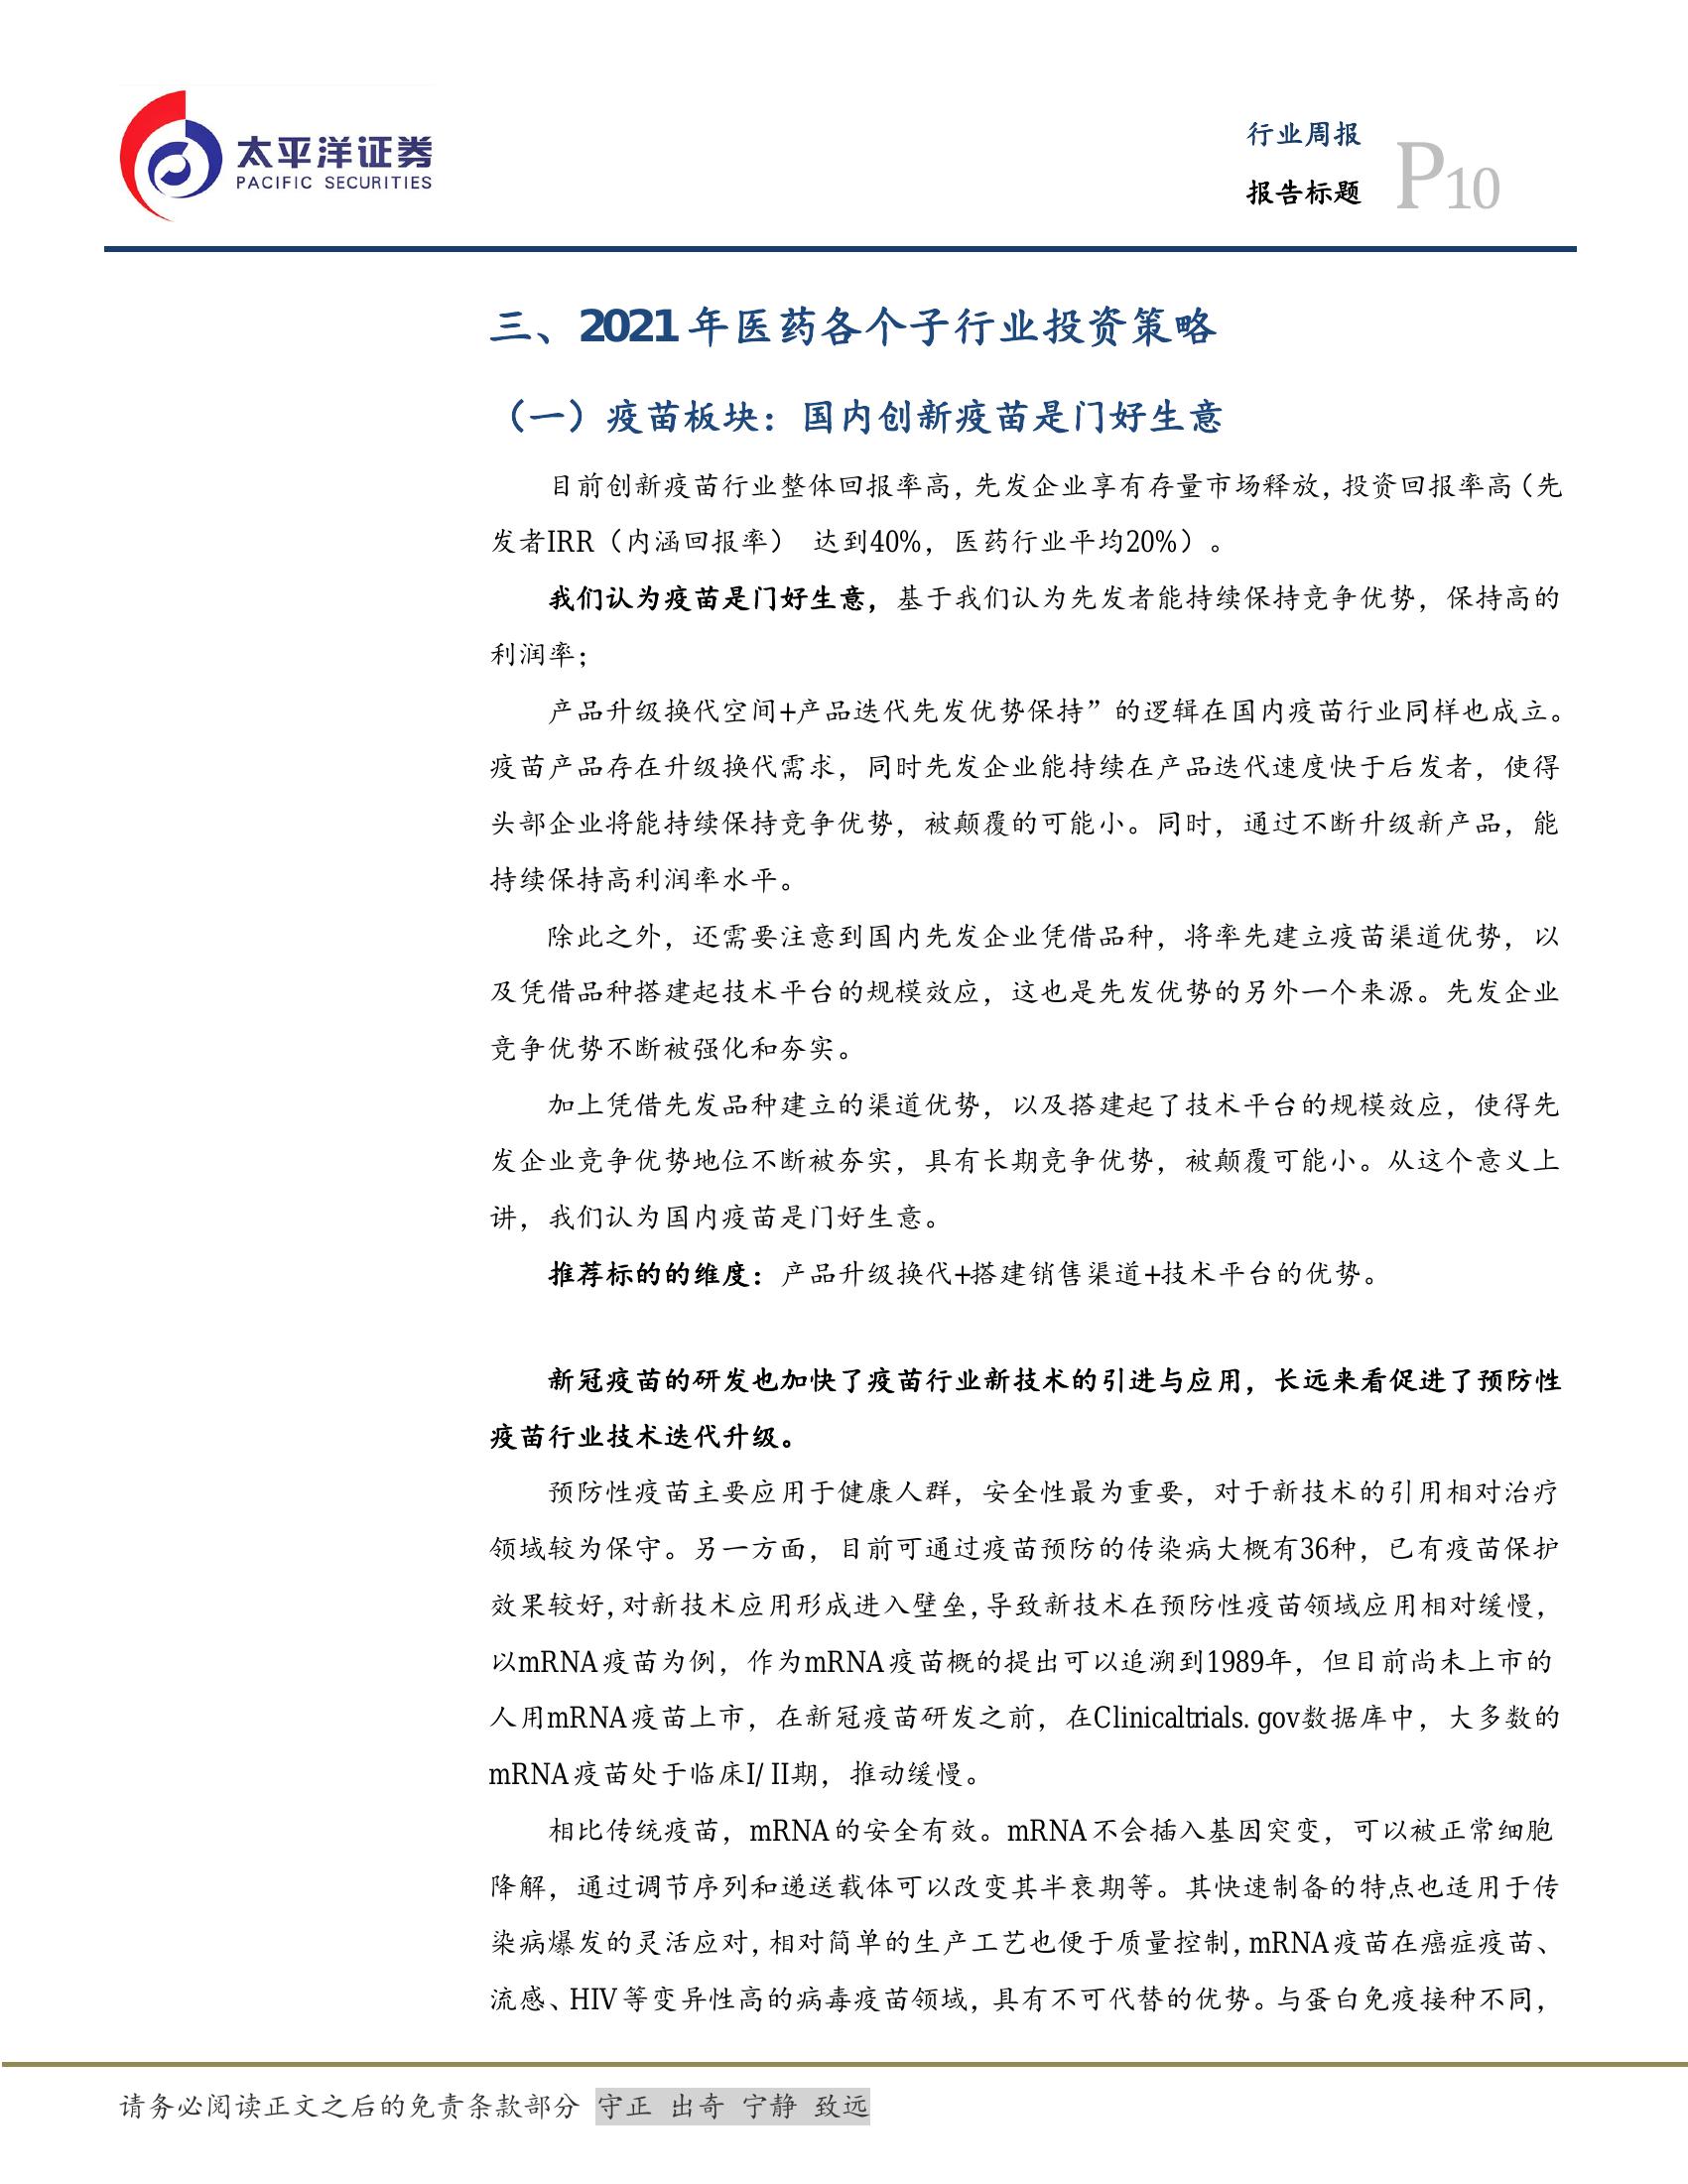 太平洋证券
PACIFIC SECURITIES
行业周报
报告标题
P10
三、2021 年医药各个子行业投资策略
（一）疫苗板块：国内创新疫苗是门好生意
目前创新疫苗行业整体回报率高，先发企业享有存量市场释放，投资回报率高（先
发者IRR（内涵回报率） 达到40%，医药行业平均20%）。
我们认为疫苗是门好生意，基于我们认为先发者能持续保持竞争优势，保持高的
利润率；
产品升级换代空间+产品迭代先发优势保持”的逻辑在国内疫苗行业同样也成立。
疫苗产品存在升级换代需求，同时先发企业能持续在产品迭代速度快于后发者，使得
头部企业将能持续保持竞争优势，被颠覆的可能小。同时，通过不断升级新产品，能
持续保持高利润率水平。
除此之外，还需要注意到国内先发企业凭借品种，将率先建立疫苗渠道优势，以
及凭借品种搭建起技术平台的规模效应，这也是先发优势的另外一个来源。先发企业
竞争优势不断被强化和夯实。
加上凭借先发品种建立的渠道优势，以及搭建起了技术平台的规模效应，使得先
发企业竞争优势地位不断被夯实，具有长期竞争优势，被颠覆可能小。从这个意义上
讲，我们认为国内疫苗是门好生意。
推荐标的的维度：产品升级换代+搭建销售渠道+技术平台的优势。
新冠疫苗的研发也加快了疫苗行业新技术的引进与应用，长远来看促进了预防性
疫苗行业技术迭代升级。
预防性疫苗主要应用于健康人群，安全性最为重要，对于新技术的引用相对治疗
领域较为保守。另一方面，目前可通过疫苗预防的传染病大概有36种，已有疫苗保护
效果较好，对新技术应用形成进入壁垒，导致新技术在预防性疫苗领域应用相对缓慢，
以mRNA疫苗为例，作为mRNA疫苗概的提出可以追溯到1989年，但目前尚未上市的
人用mRNA疫苗上市，在新冠疫苗研发之前，在Clinicaltrials. gov数据库中，大多数的
mRNA疫苗处于临床I/ II期，推动缓慢。
相比传统疫苗，mRNA的安全有效。mRNA不会插入基因突变，可以被正常细胞
降解，通过调节序列和递送载体可以改变其半衰期等。其快速制备的特点也适用于传
染病爆发的灵活应对，相对简单的生产工艺也便于质量控制，mRNA疫苗在癌症疫苗、
流感、HIV等变异性高的病毒疫苗领域，具有不可代替的优势。与蛋白免疫接种不同，
请务必阅读正文之后的免责条款部分 守正 出奇 宁静 致远